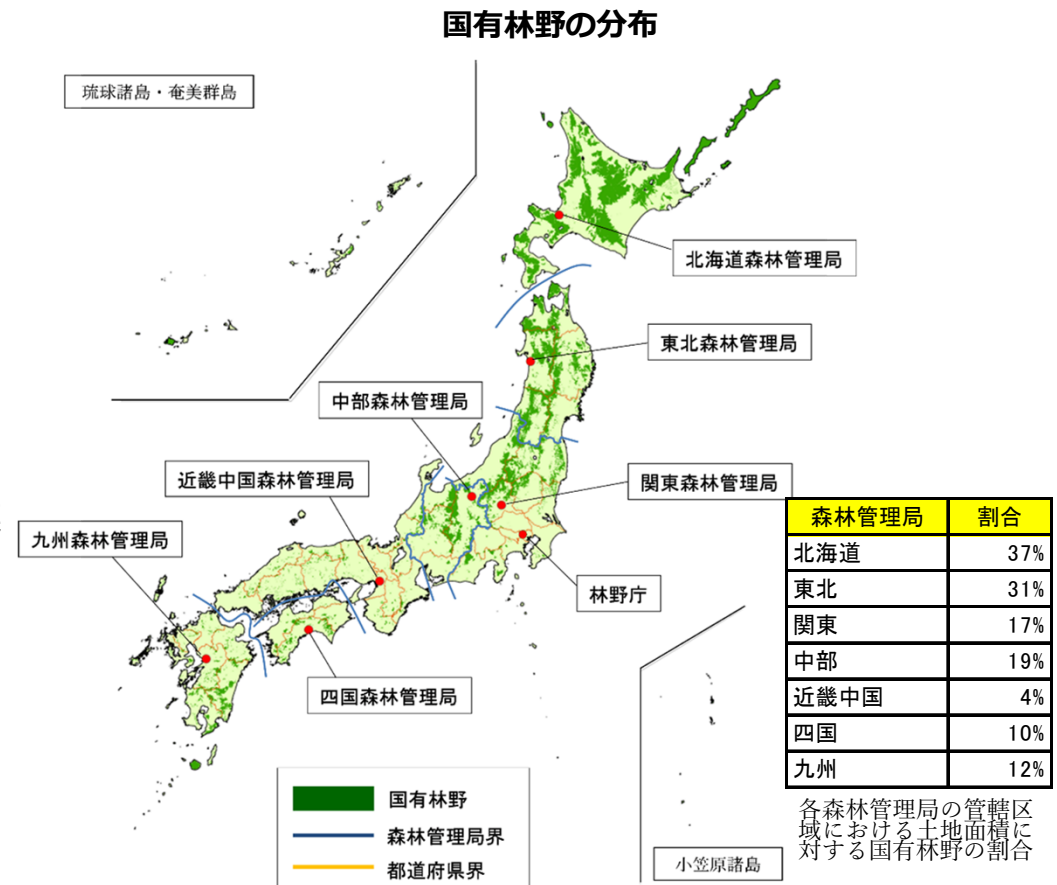 国有林野の分布
琉球諸島・奄美群島
北海道森林管理局
東北森林管理局
中部森林管理局
近畿中国森林管理局
関東森林管理局
九州森林管理局
林野庁
四国森林管理局
森林管理局 割合
北海道 37%
東北 31%
関東 17%
中部 19%
近畿中国 4%
四国 10%
九州 12%
各森林管理局の管轄区
域における土地面積に
対する国有林野の割合
国有林野
森林管理局界
都道府県界
小笠原諸島